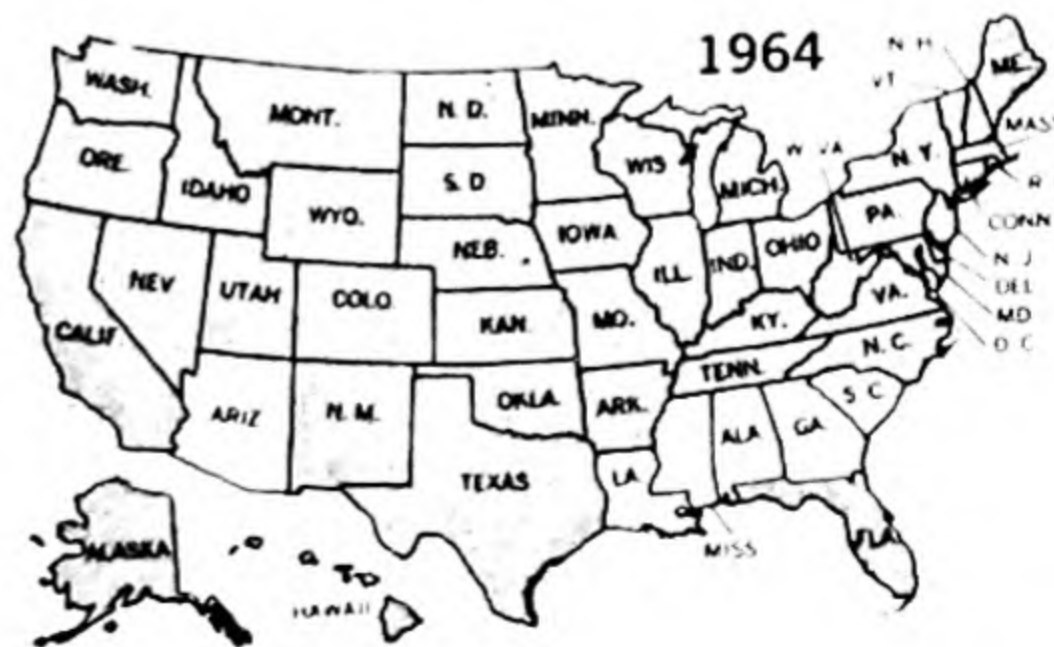 1964
N H
VT
ME.
WASH.
MONT.
N. D.
MINN.
MASS
ORE.
IDAHO
S. D
WIS
MICH.
W VA
N. Y.
R
WYO.
IOWA
PA.
CONN
NEB.
ILL.
IND.
OHIO
N J
NEV
UTAH
COLO.
DEL
CALIF
KAN.
MO.
KY.
VA.
MD
D C
N. C.
TENN.
ARIZ
N. M.
OKLA.
ARK.
S C
ALA
GA.
TEXAS
LA.
FLA.
MISS
ALASKA
HAWAII